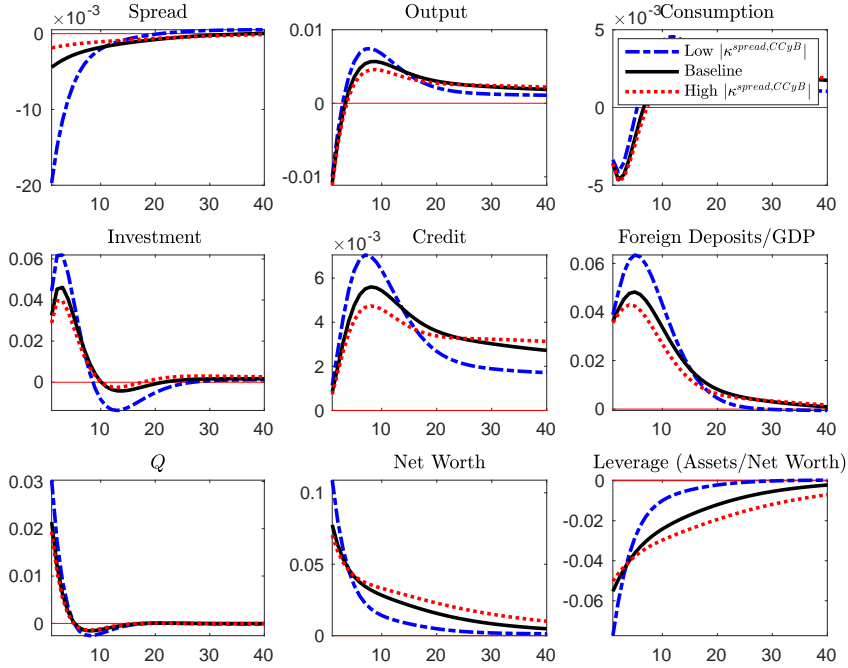 ×10⁻³ Spread
0
-10
-20
10 20 30 40
Output
0.01
0
-0.01
10 20 30 40
×10⁻³ Consumption
5
0
-5
10 20 30 40
Low |κ^{spread,CCyB}|
Baseline
High |κ^{spread,CCyB}|
Investment
0.06
0.04
0.02
0
10 20 30 40
×10⁻³ Credit
6
4
2
0
10 20 30 40
Foreign Deposits/GDP
0.06
0.04
0.02
0
10 20 30 40
Q
0.03
0.02
0.01
0
10 20 30 40
Net Worth
0.1
0.05
0
10 20 30 40
Leverage (Assets/Net Worth)
0
-0.02
-0.04
-0.06
10 20 30 40